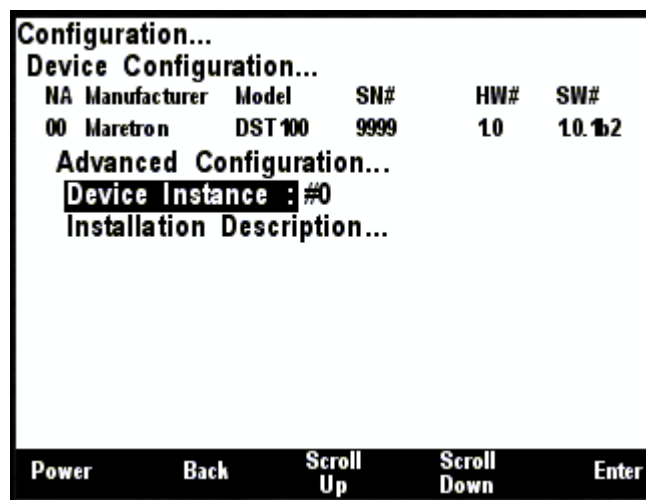 Configuration...
Device Configuration...
NA Manufacturer Model SN# HW# SW#
00 Maretron DST100 9999 1.0 1.0.1b2
Advanced Configuration...
Device Instance : #0
Installation Description...
Power Back Scroll Up Scroll Down Enter